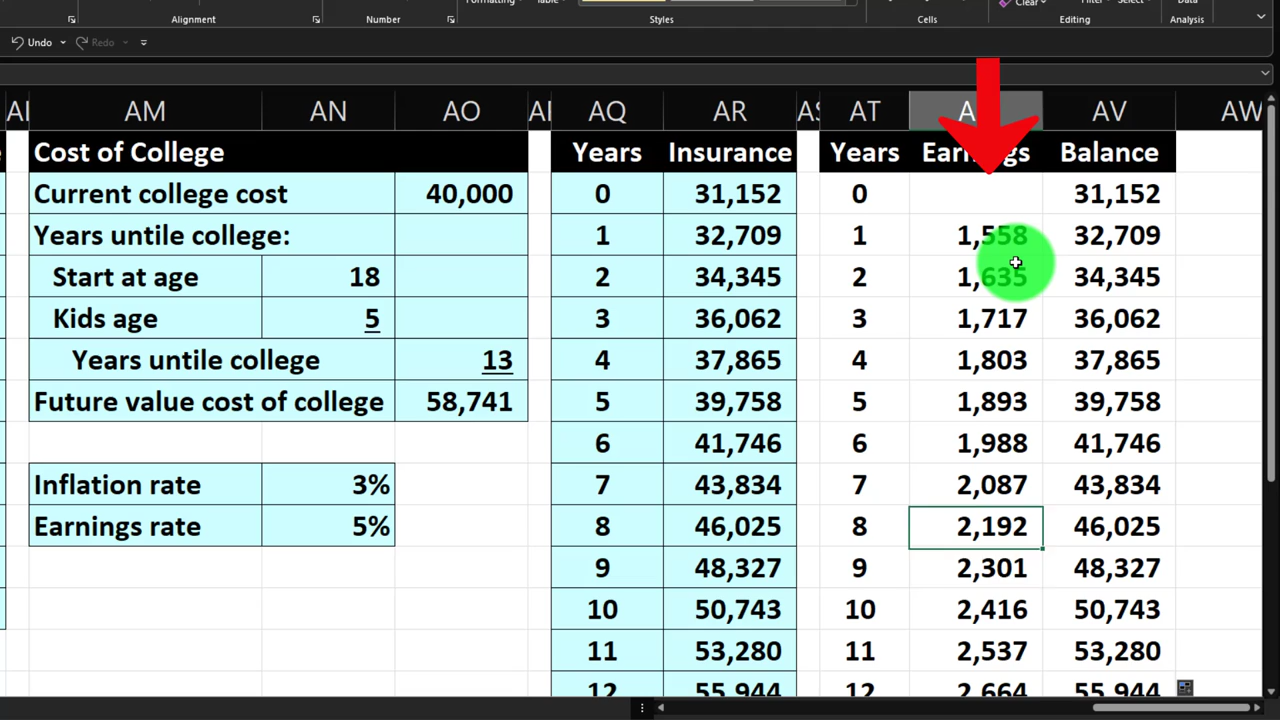 Alignment Number Styles Cells Editing Analysis
Undo Redo
AM AN AO AQ AR AT AV AW
Cost of College Years Insurance Years Balance
Current college cost 40,000 0 31,152 0 31,152
Years untile college: 1 32,709 1 1,558 32,709
Start at age 18 2 34,345 2 1,635 34,345
Kids age 5 3 36,062 3 1,717 36,062
Years untile college 13 4 37,865 4 1,803 37,865
Future value cost of college 58,741 5 39,758 5 1,893 39,758
6 41,746 6 1,988 41,746
Inflation rate 3% 7 43,834 7 2,087 43,834
Earnings rate 5% 8 46,025 8 2,192 46,025
9 48,327 9 2,301 48,327
10 50,743 10 2,416 50,743
11 53,280 11 2,537 53,280
12 55,944 12 2,664 55,944